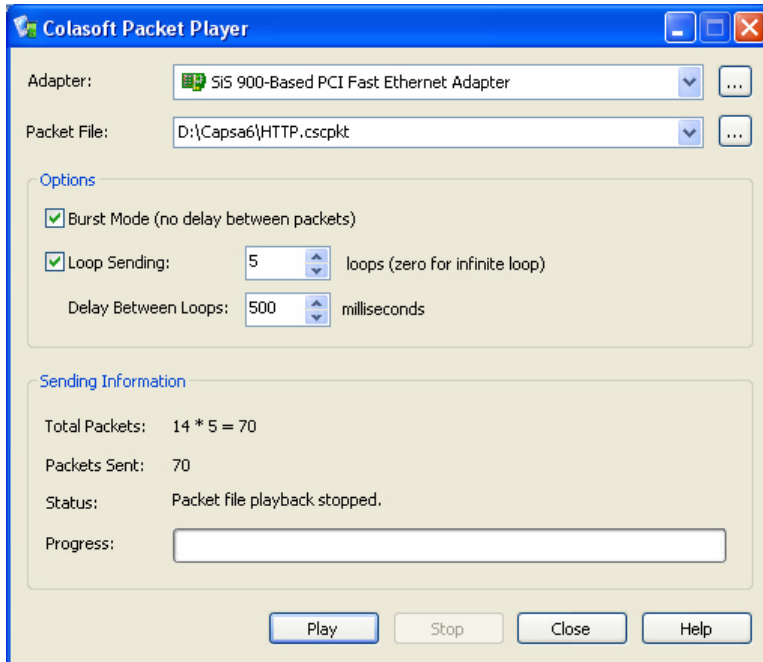 Colasoft Packet Player
Adapter: SiS 900-Based PCI Fast Ethernet Adapter ...
Packet File: D:\Capsa6\HTTP.cscpkt ...
Options
Burst Mode (no delay between packets)
Loop Sending: 5 loops (zero for infinite loop)
Delay Between Loops: 500 milliseconds
Sending Information
Total Packets: 14 * 5 = 70
Packets Sent: 70
Status: Packet file playback stopped.
Progress:
Play Stop Close Help